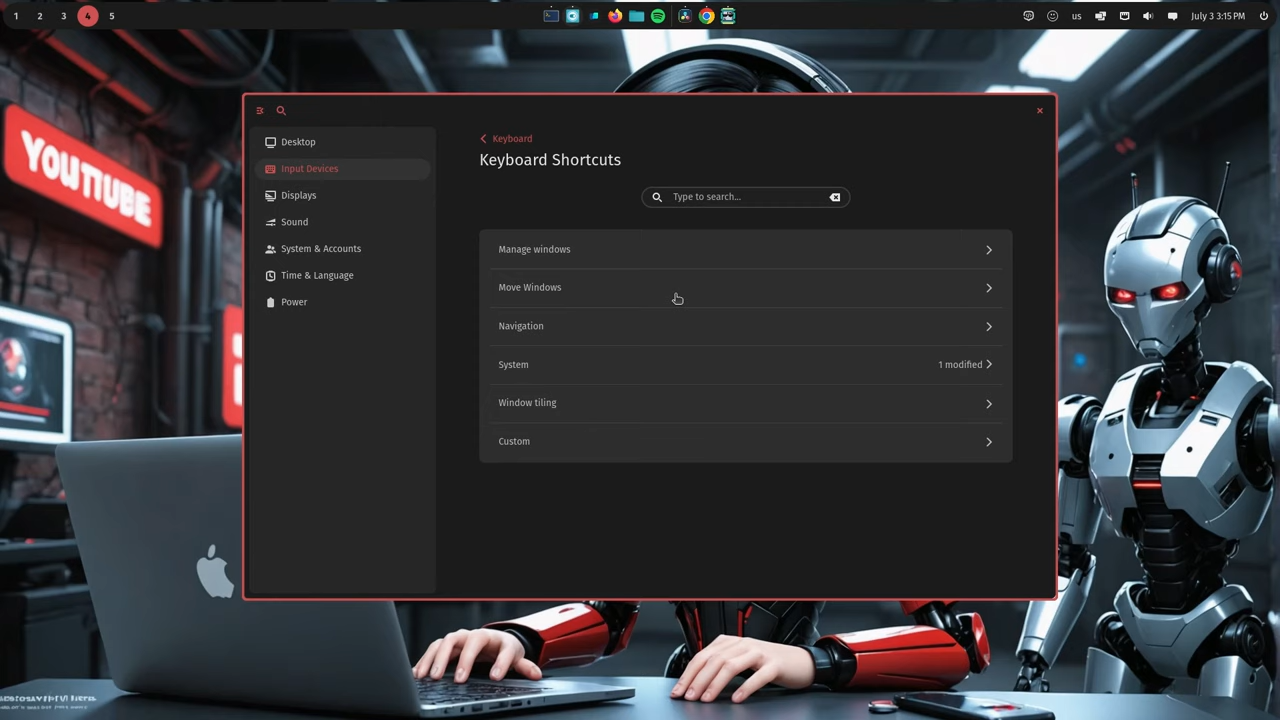 1 2 3 4 5
us
July 3 3:15 PM
YOUTIUBE
Desktop
Input Devices
Displays
Sound
System & Accounts
Time & Language
Power
Keyboard
Keyboard Shortcuts
Type to search...
Manage windows
Move Windows
Navigation
System 1 modified
Window tiling
Custom